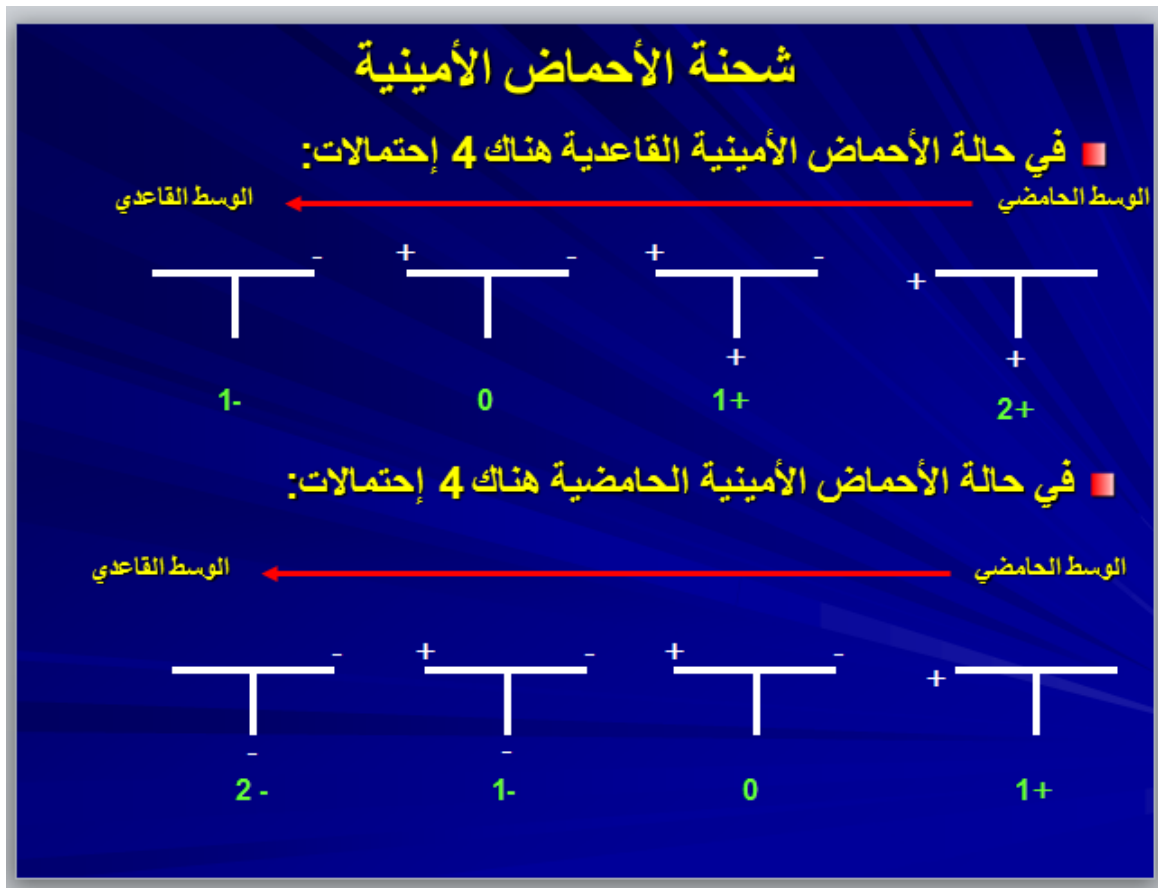 شحنة الأحماض الأمينية
في حالة الأحماض الأمينية القاعدية هناك 4 إحتمالات:
الوسط الحامضي الوسط القاعدي
+ - + - + -
+ + +
2+ 1+ 0 1-
في حالة الأحماض الأمينية الحامضية هناك 4 إحتمالات:
الوسط الحامضي الوسط القاعدي
+ - + - + -
- -
1+ 0 1- 2 -